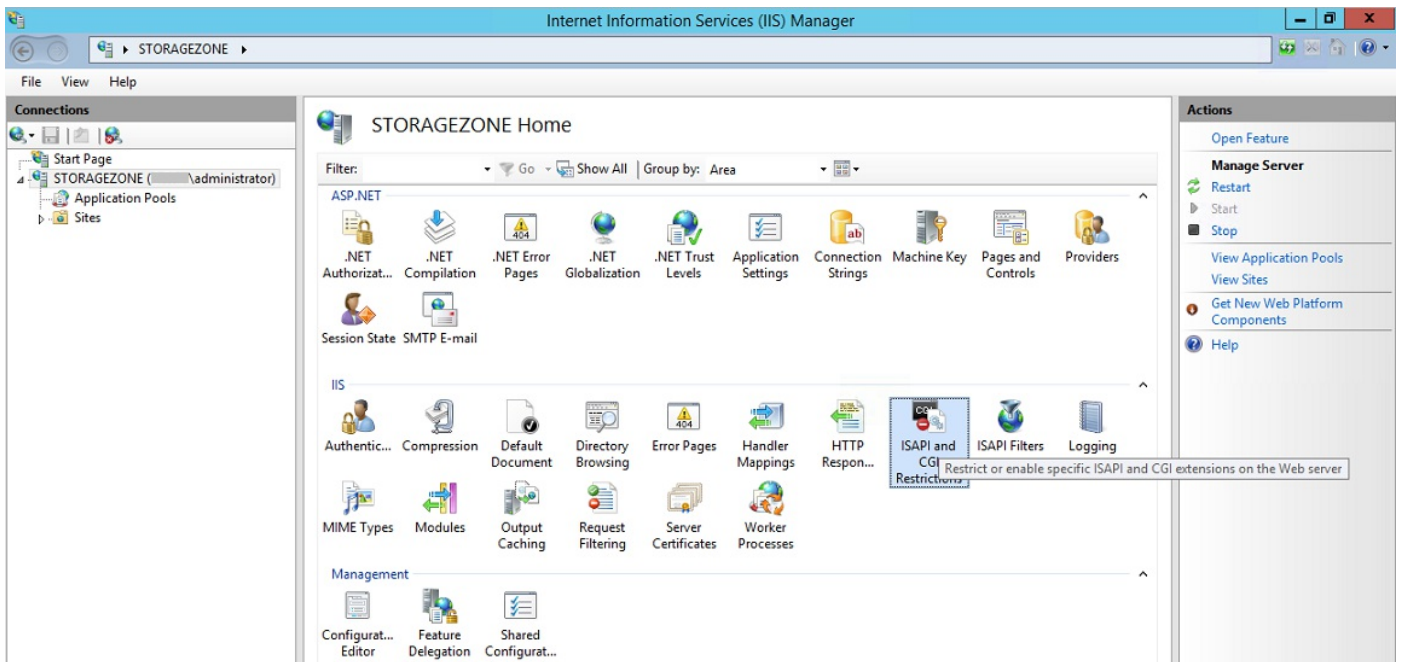 Internet Information Services (IIS) Manager
STORAGEZONE
File View Help
Connections
Start Page
STORAGEZONE ( \administrator)
Application Pools
Sites
STORAGEZONE Home
Filter: Go Show All Group by: Area
ASP.NET
.NET Authorizat...
.NET Compilation
.NET Error Pages
.NET Globalization
.NET Trust Levels
Application Settings
Connection Strings
Machine Key
Pages and Controls
Providers
Session State
SMTP E-mail
IIS
Authentic...
Compression
Default Document
Directory Browsing
Error Pages
Handler Mappings
HTTP Respon...
ISAPI and CGI Restrictions
ISAPI Filters
Logging
Restrict or enable specific ISAPI and CGI extensions on the Web server
MIME Types
Modules
Output Caching
Request Filtering
Server Certificates
Worker Processes
Management
Configurat... Editor
Feature Delegation
Shared Configurat...
Actions
Open Feature
Manage Server
Restart
Start
Stop
View Application Pools
View Sites
Get New Web Platform
Components
Help